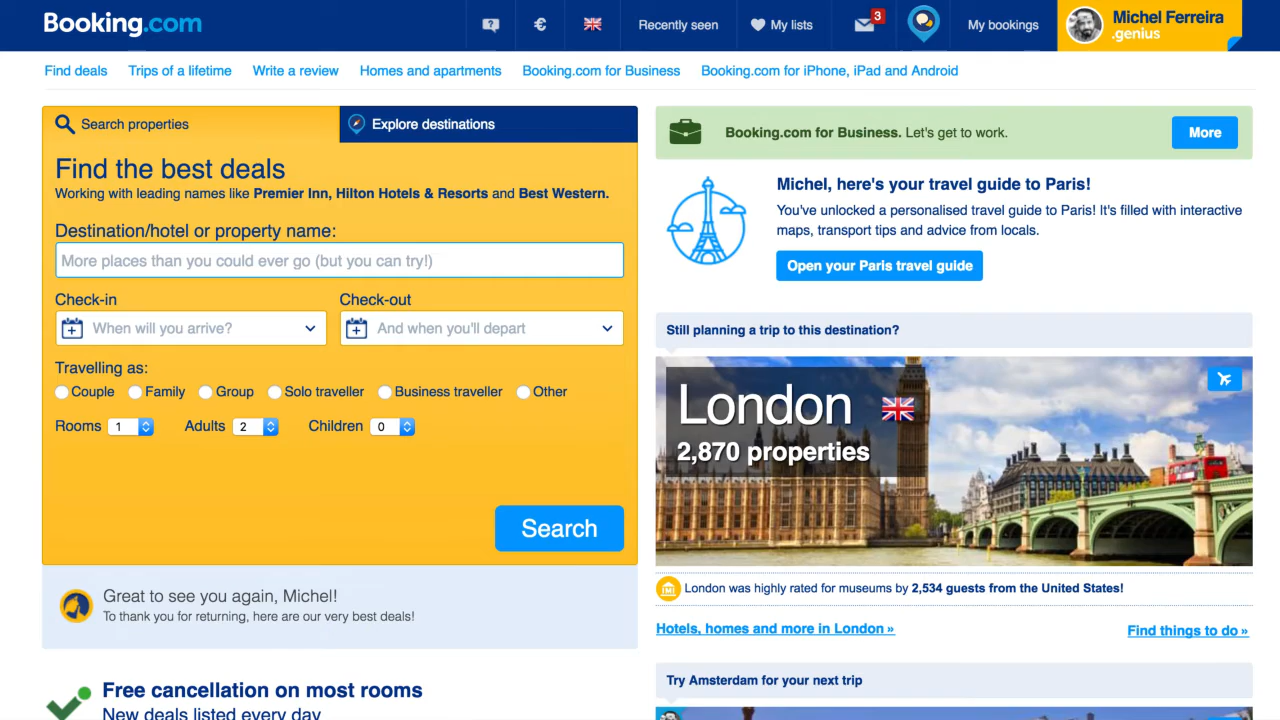 Booking.com
€
Recently seen
My lists
3
My bookings
Michel Ferreira
.genius
Find deals
Trips of a lifetime
Write a review
Homes and apartments
Booking.com for Business
Booking.com for iPhone, iPad and Android
Search properties
Explore destinations
Find the best deals
Working with leading names like Premier Inn, Hilton Hotels & Resorts and Best Western.
Destination/hotel or property name:
More places than you could ever go (but you can try!)
Check-in
Check-out
When will you arrive?
And when you'll depart
Travelling as:
Couple
Family
Group
Solo traveller
Business traveller
Other
Rooms 1
Adults 2
Children 0
Search
Great to see you again, Michel!
To thank you for returning, here are our very best deals!
Free cancellation on most rooms
New deals listed every day
Booking.com for Business. Let's get to work.
More
Michel, here's your travel guide to Paris!
You've unlocked a personalised travel guide to Paris! It's filled with interactive
maps, transport tips and advice from locals.
Open your Paris travel guide
Still planning a trip to this destination?
London
2,870 properties
London was highly rated for museums by 2,534 guests from the United States!
Hotels, homes and more in London »
Find things to do »
Try Amsterdam for your next trip